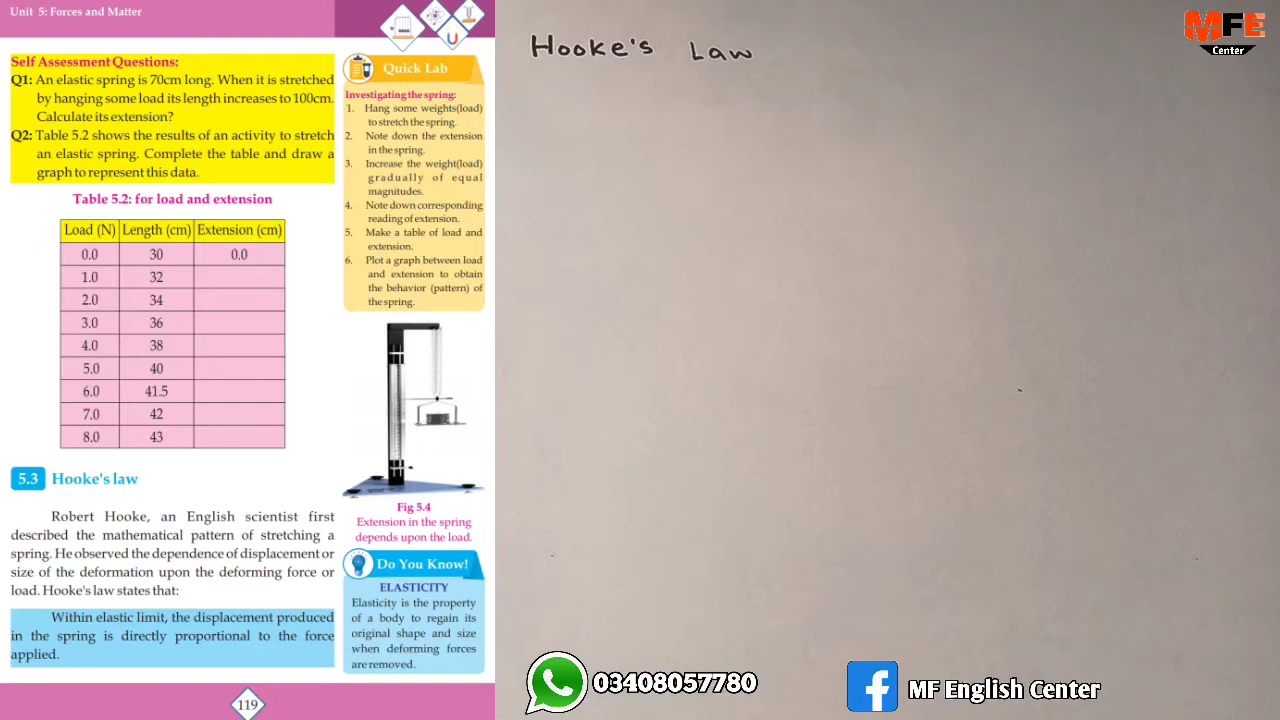 Unit 5: Forces and Matter
Self Assessment Questions:
Q1: An elastic spring is 70cm long. When it is stretched
by hanging some load its length increases to 100cm.
Calculate its extension?
Q2: Table 5.2 shows the results of an activity to stretch
an elastic spring. Complete the table and draw a
graph to represent this data.
Table 5.2: for load and extension
Load (N) Length (cm) Extension (cm)
0.0 30 0.0
1.0 32
2.0 34
3.0 36
4.0 38
5.0 40
6.0 41.5
7.0 42
8.0 43
5.3 Hooke's law
Robert Hooke, an English scientist first
described the mathematical pattern of stretching a
spring. He observed the dependence of displacement or
size of the deformation upon the deforming force or
load. Hooke's law states that:
Within elastic limit, the displacement produced
in the spring is directly proportional to the force
applied.
Quick Lab
Investigating the spring:
1. Hang some weights(load)
to stretch the spring.
2. Note down the extension
in the spring.
3. Increase the weight(load)
gradually of equal
magnitudes.
4. Note down corresponding
reading of extension.
5. Make a table of load and
extension.
6. Plot a graph between load
and extension to obtain
the behavior (pattern) of
the spring.
Fig 5.4
Extension in the spring
depends upon the load.
Do You Know!
ELASTICITY
Elasticity is the property
of a body to regain its
original shape and size
when deforming forces
are removed.
119
Hooke's Law
MFE
Center
03408057780
MF English Center